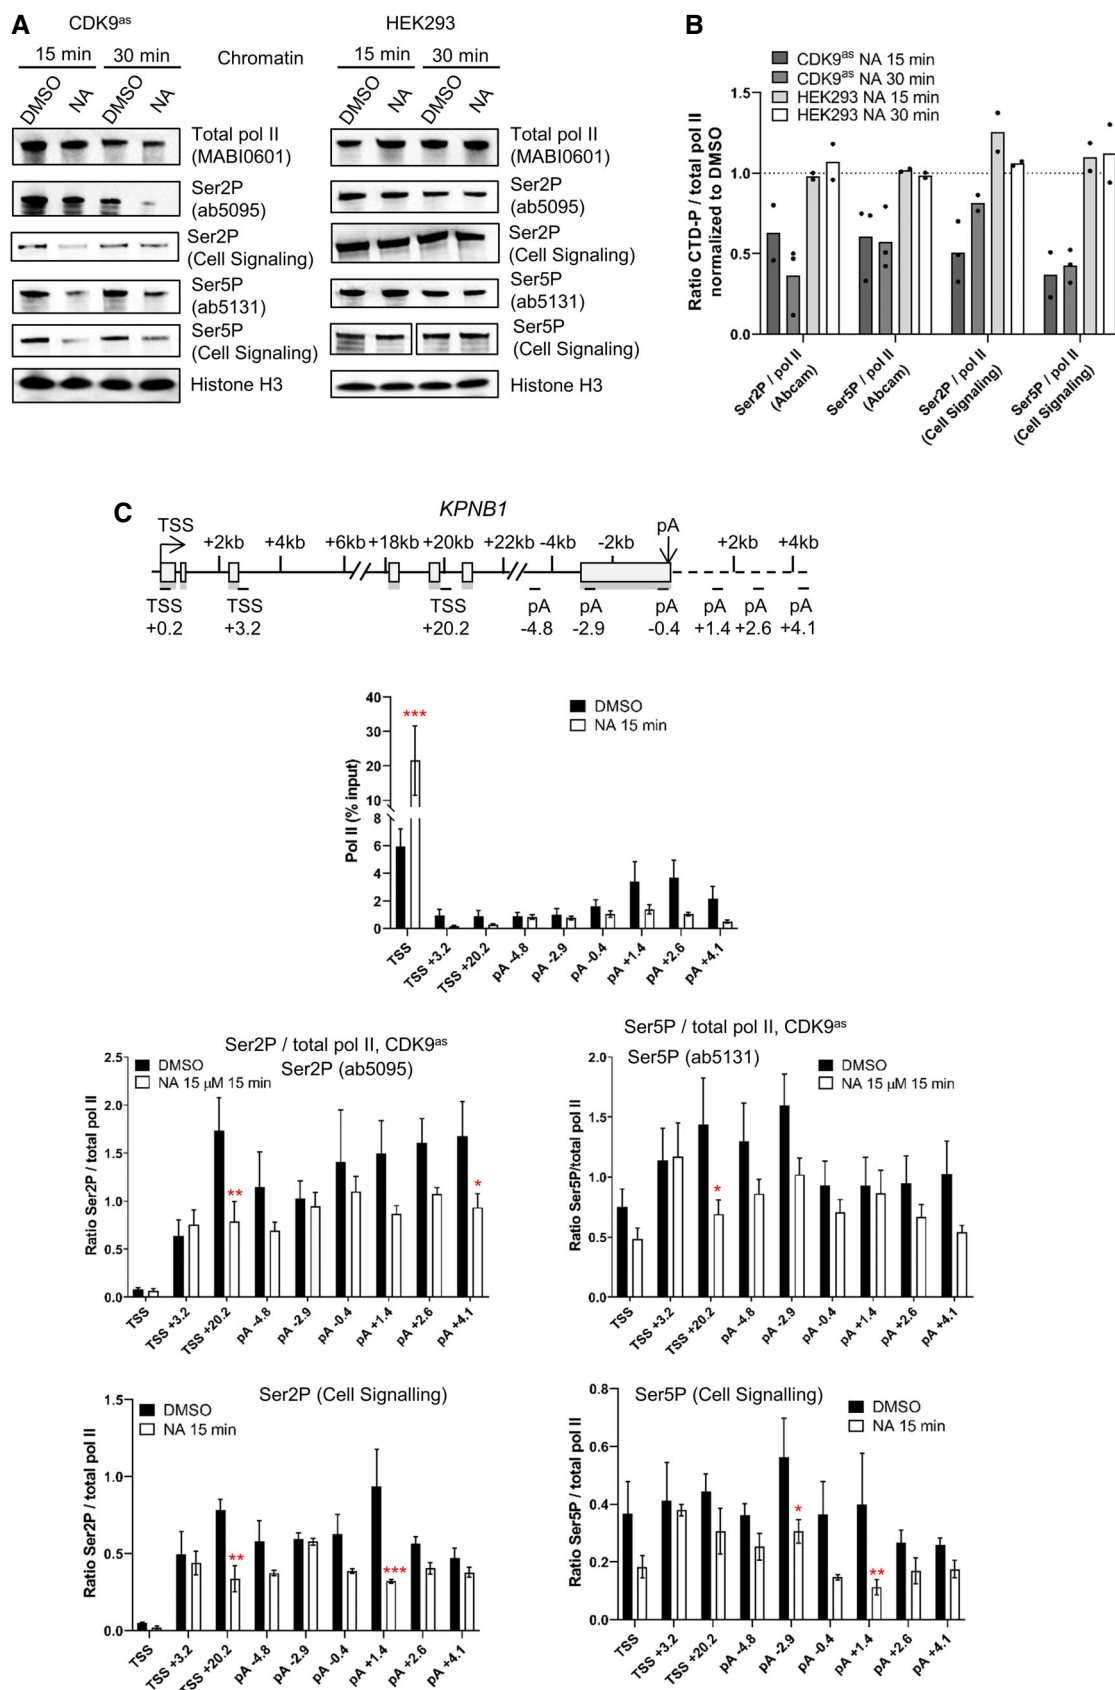 A
CDK9as
HEK293
15 min
30 min
Chromatin
15 min
30 min
DMSO
NA
DMSO
NA
DMSO
NA
DMSO
NA
Total pol II
(MABI0601)
Ser2P
(ab5095)
Ser2P
(Cell Signaling)
Ser5P
(ab5131)
Ser5P
(Cell Signaling)
Histone H3
Total pol II
(MABI0601)
Ser2P
(ab5095)
Ser2P
(Cell Signaling)
Ser5P
(ab5131)
Ser5P
(Cell Signaling)
Histone H3
B
CDK9as NA 15 min
CDK9as NA 30 min
HEK293 NA 15 min
HEK293 NA 30 min
Ratio CTD-P / total pol II
normalized to DMSO
1.5
1.0
0.5
0.0
Ser2P / pol II
(Abcam)
Ser5P / pol II
(Abcam)
Ser2P / pol II
(Cell Signaling)
Ser5P / pol II
(Cell Signaling)
C
KPNB1
TSS
pA
+2kb +4kb +6kb +18kb +20kb +22kb -4kb -2kb +2kb +4kb
TSS TSS TSS pA pA pA pA pA pA
+0.2 +3.2 +20.2 -4.8 -2.9 -0.4 +1.4 +2.6 +4.1
DMSO
NA 15 min
***
Pol II (% input)
40
30
20
10
8
6
4
2
0
TSS
TSS +3.2
TSS +20.2
pA -4.8
pA -2.9
pA -0.4
pA +1.4
pA +2.6
pA +4.1
Ser2P / total pol II, CDK9as
Ser2P (ab5095)
DMSO
NA 15 µM 15 min
Ratio Ser2P / total pol II
2.5
2.0
1.5
1.0
0.5
0.0
**
*
TSS
TSS +3.2
TSS +20.2
pA -4.8
pA -2.9
pA -0.4
pA +1.4
pA +2.6
pA +4.1
Ser5P / total pol II, CDK9as
Ser5P (ab5131)
DMSO
NA 15 µM 15 min
Ratio Ser5P/total pol II
2.0
1.5
1.0
0.5
0.0
*
TSS
TSS +3.2
TSS +20.2
pA -4.8
pA -2.9
pA -0.4
pA +1.4
pA +2.6
pA +4.1
Ser2P (Cell Signalling)
DMSO
NA 15 min
Ratio Ser2P / total pol II
1.5
1.0
0.5
0.0
**
***
TSS
TSS +3.2
TSS +20.2
pA -4.8
pA -2.9
pA -0.4
pA +1.4
pA +2.6
pA +4.1
Ser5P (Cell Signalling)
DMSO
NA 15 min
Ratio Ser5P / total pol II
0.8
0.6
0.4
0.2
0.0
*
**
TSS
TSS +3.2
TSS +20.2
pA -4.8
pA -2.9
pA -0.4
pA +1.4
pA +2.6
pA +4.1